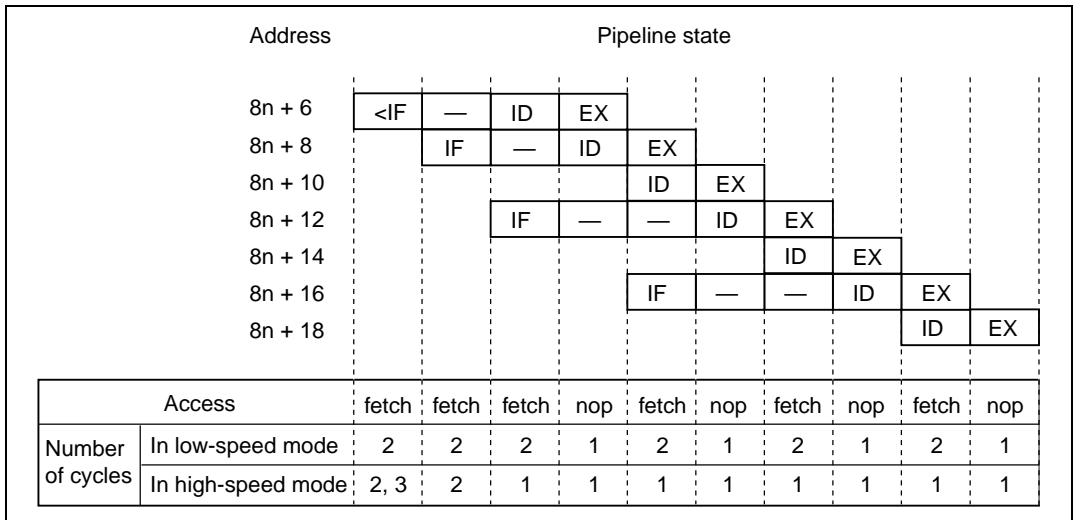 Address Pipeline state
8n + 6 <IF — ID EX
8n + 8 IF — ID EX
8n + 10 ID EX
8n + 12 IF — — ID EX
8n + 14 ID EX
8n + 16 IF — — ID EX
8n + 18 ID EX
Access fetch fetch fetch nop fetch nop fetch nop fetch nop
Number of cycles In low-speed mode 2 2 2 1 2 1 2 1 2 1
In high-speed mode 2, 3 2 1 1 1 1 1 1 1 1